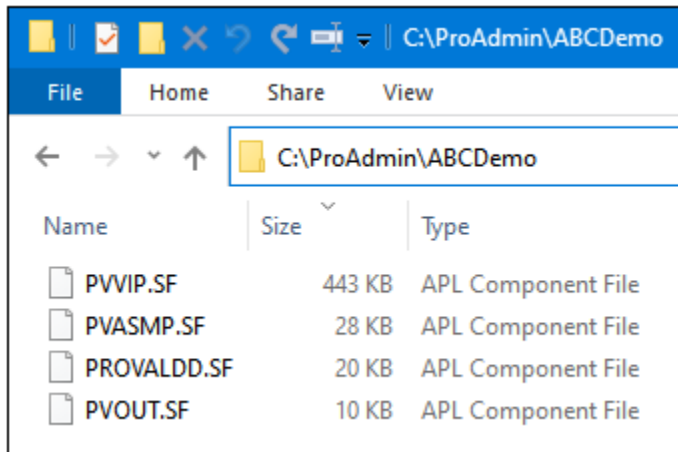 C:\ProAdmin\ABCDemo
File Home Share View
C:\ProAdmin\ABCDemo
Name Size Type
PVVIP.SF 443 KB APL Component File
PVASMP.SF 28 KB APL Component File
PROVALDD.SF 20 KB APL Component File
PVOUT.SF 10 KB APL Component File